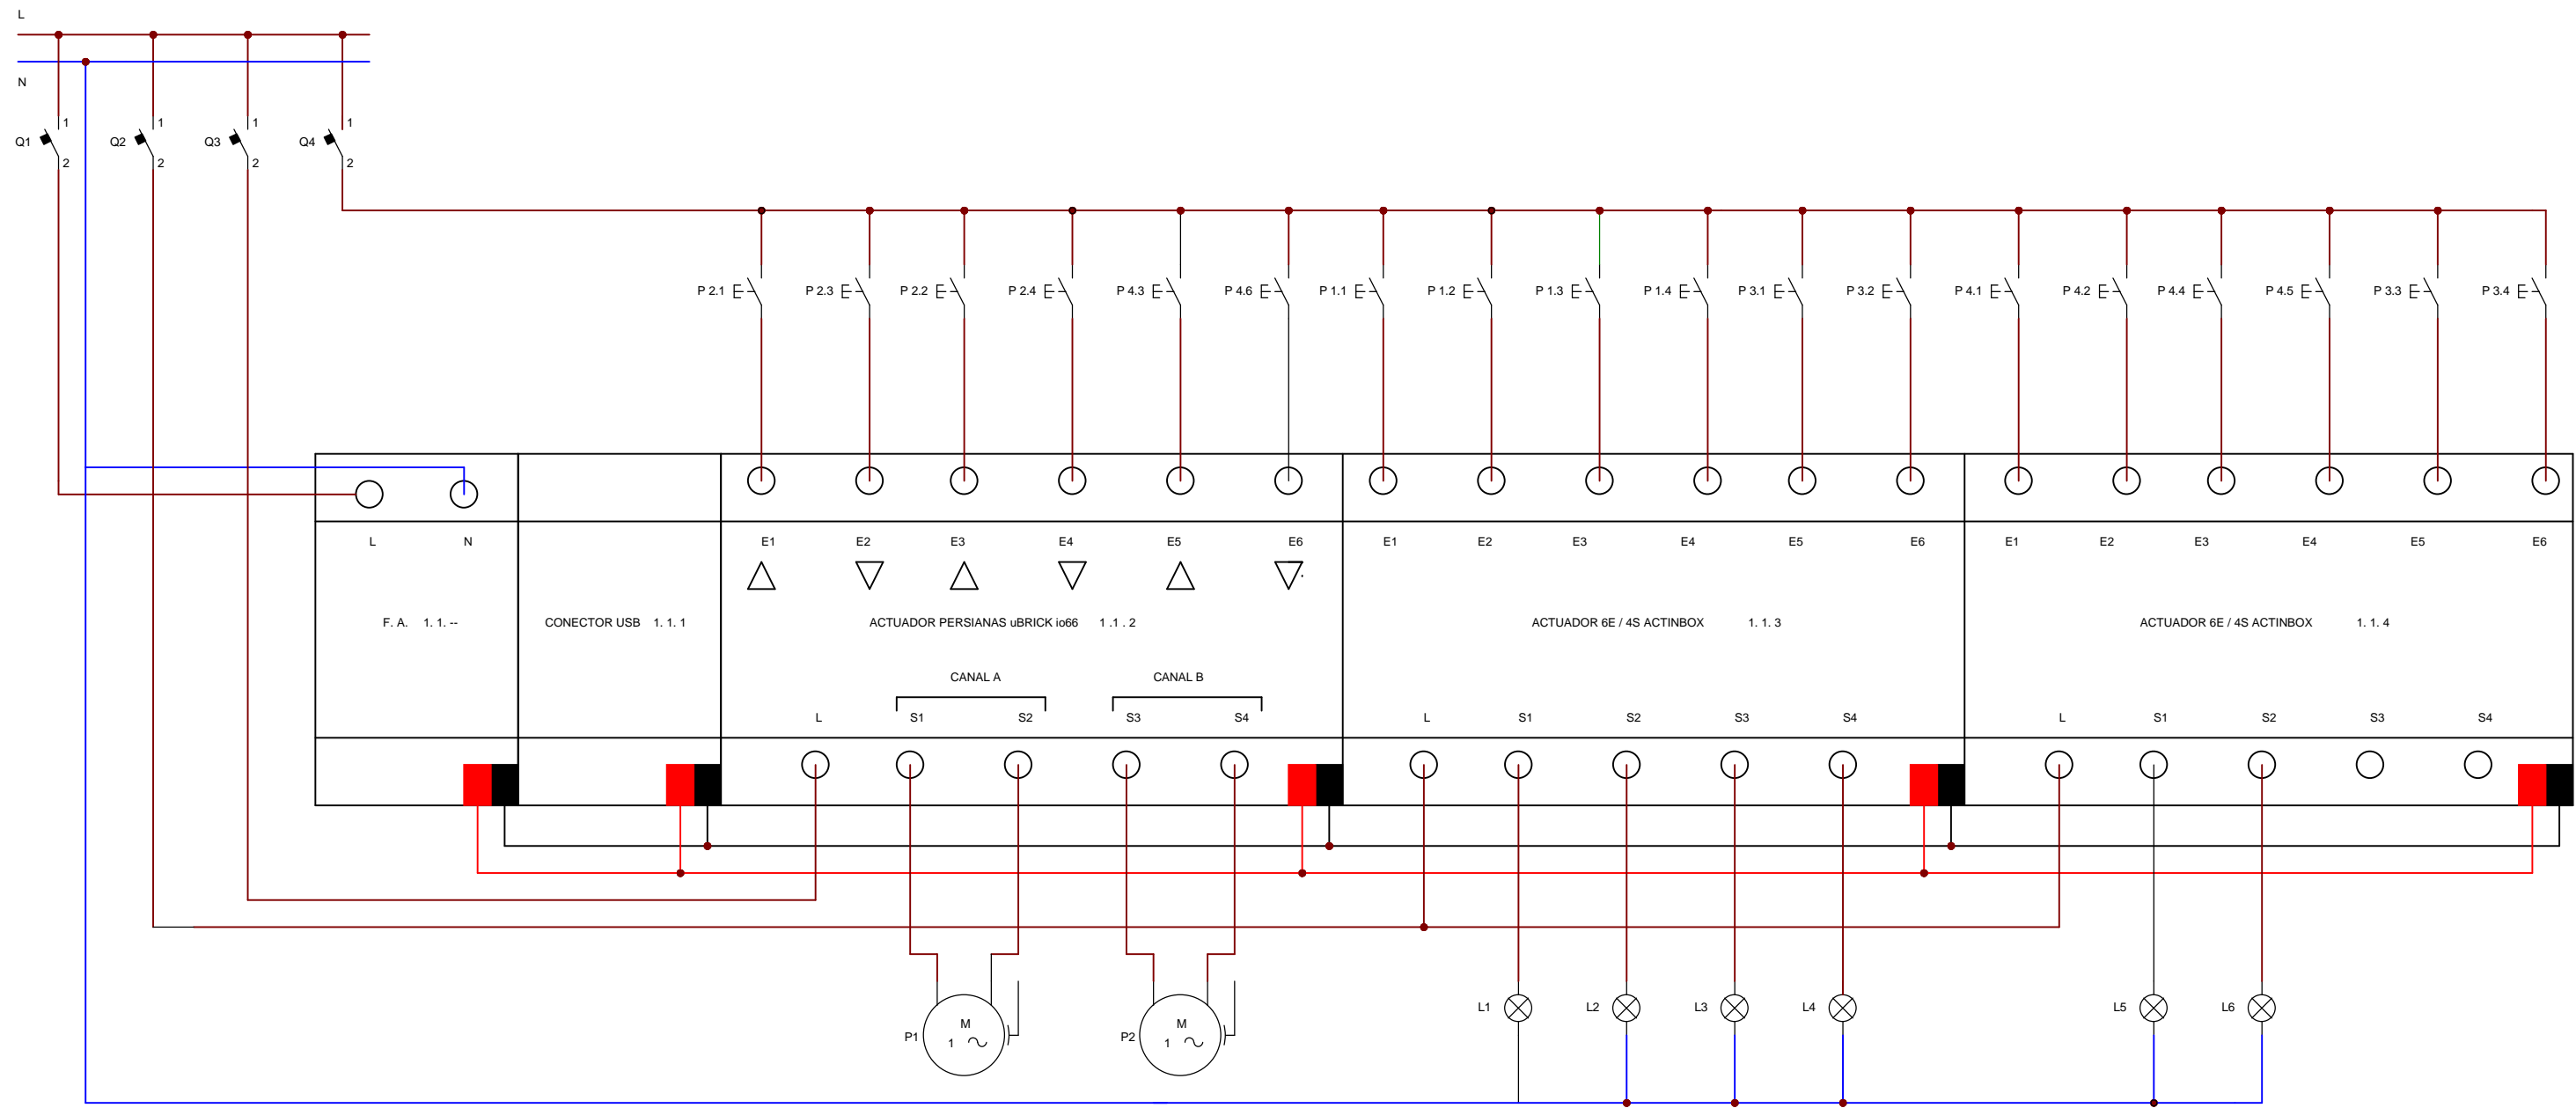 L
N
1 1 1 1
Q1 Q2 Q3 Q4
2 2 2 2
P 2.1 P 2.3 P 2.2 P 2.4 P 4.3 P 4.6 P 1.1 P 1.2 P 1.3 P 1.4 P 3.1 P 3.2 P 4.1 P 4.2 P 4.4 P 4.5 P 3.3 P 3.4
L N E1 E2 E3 E4 E5 E6 E1 E2 E3 E4 E5 E6 E1 E2 E3 E4 E5 E6
F. A. 1. 1. -- CONECTOR USB 1. 1. 1 ACTUADOR PERSIANAS uBRICK io66 1 .1 . 2 ACTUADOR 6E / 4S ACTINBOX 1. 1. 3 ACTUADOR 6E / 4S ACTINBOX 1. 1. 4
CANAL A CANAL B
L S1 S2 S3 S4 L S1 S2 S3 S4 L S1 S2 S3 S4
L1 L2 L3 L4 L5 L6
M M
P1 P2
1 1